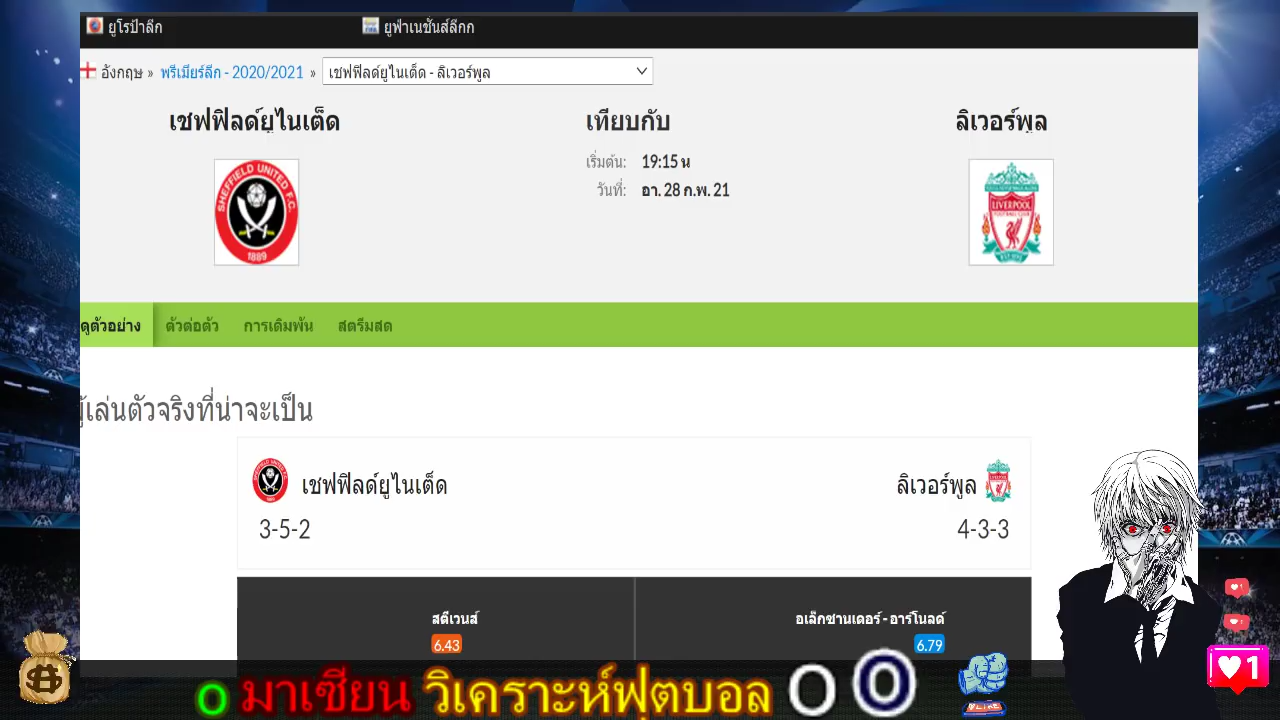 ยูโรป้าลีก
ยูฟ่าเนชั่นส์ลีกก
อังกฤษ » พรีเมียร์ลีก - 2020/2021 » เชฟฟิลด์ยูไนเต็ด - ลิเวอร์พูล
เชฟฟิลด์ยูไนเต็ด
เทียบกับ
ลิเวอร์พูล
เริ่มต้น: 19:15 น
วันที่: อา. 28 ก.พ. 21
SHEFFIELD UNITED F.C.
1889
LIVERPOOL
FOOTBALL CLUB
ดูตัวอย่าง ตัวต่อตัว การเดิมพัน สตรีมสด
ผู้เล่นตัวจริงที่น่าจะเป็น
เชฟฟิลด์ยูไนเต็ด
ลิเวอร์พูล
3-5-2
4-3-3
สตีเวนส์
อเล็กซานเดอร์ - อาร์โนลด์
6.43
6.79
o มาเซียน วิเคราะห์ฟุตบอล O O
LIKE
1